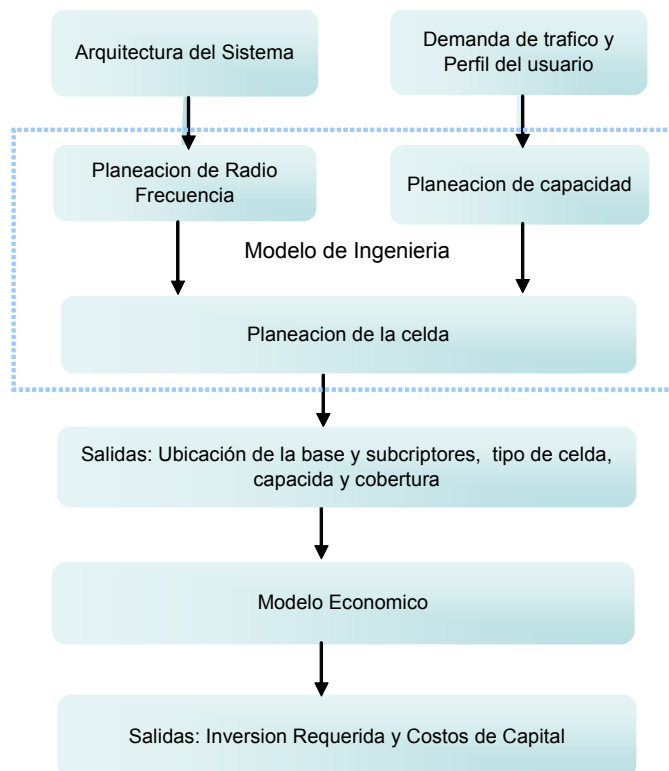 Arquitectura del Sistema
Demanda de trafico y
Perfil del usuario
Planeacion de Radio
Frecuencia
Planeacion de capacidad
Modelo de Ingenieria
Planeacion de la celda
Salidas: Ubicación de la base y subcriptores, tipo de celda,
capacida y cobertura
Modelo Economico
Salidas: Inversion Requerida y Costos de Capital